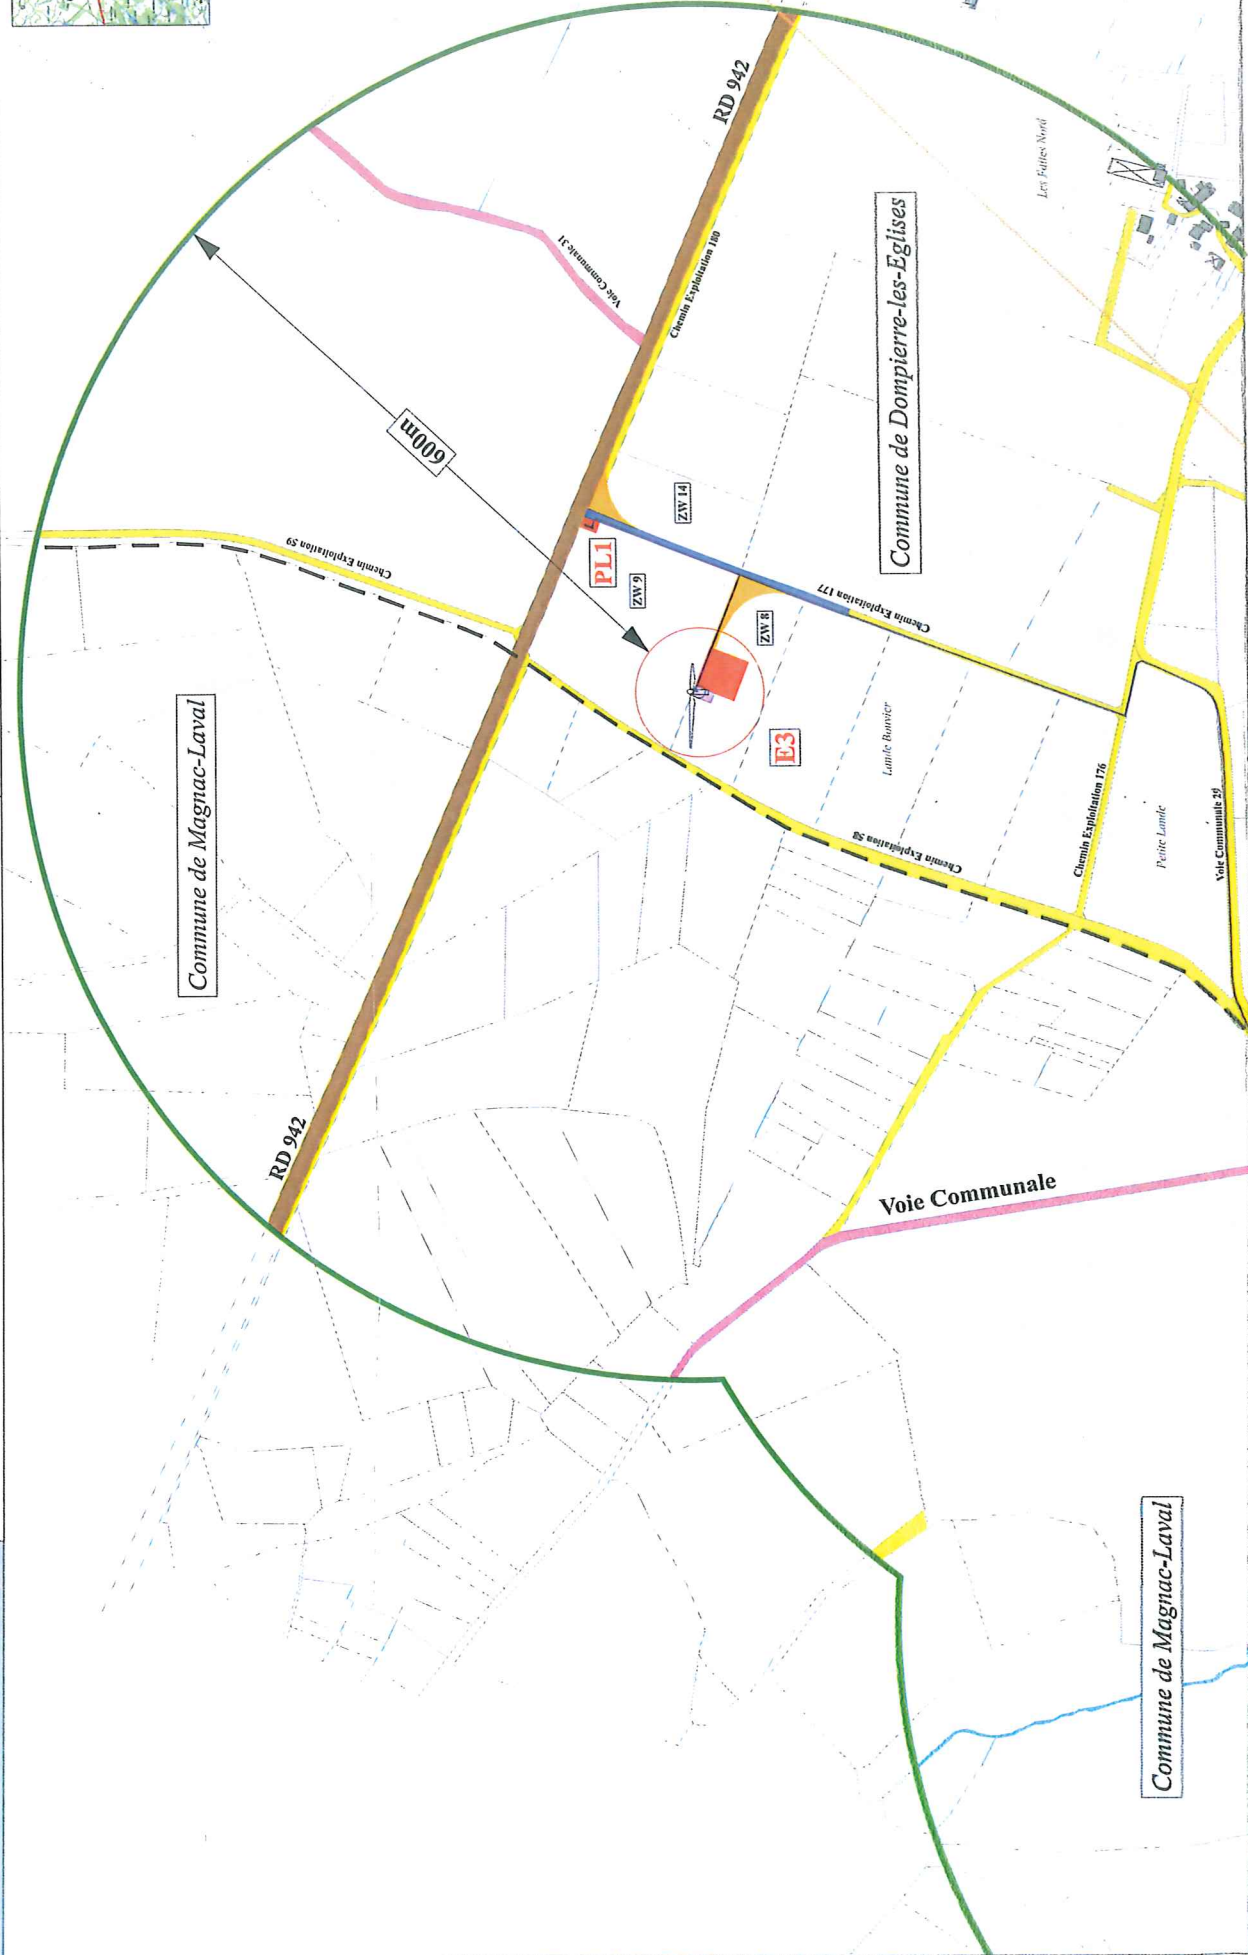 RD 942
Voie Communale 31
Chemin Exploitation 180
600m
Les Faites Nord
Commune de Dompierre-les-Eglises
Chemin Exploitation 59
ZW 14
PL1
ZW 9
ZW 8
Chemin Exploitation 177
E3
Lande Bouvier
Commune de Magnac-Laval
Chemin Exploitation 58
Chemin Exploitation 176
Petite Lande
Voie Communale 29
RD 942
Voie Communale
Commune de Magnac-Laval